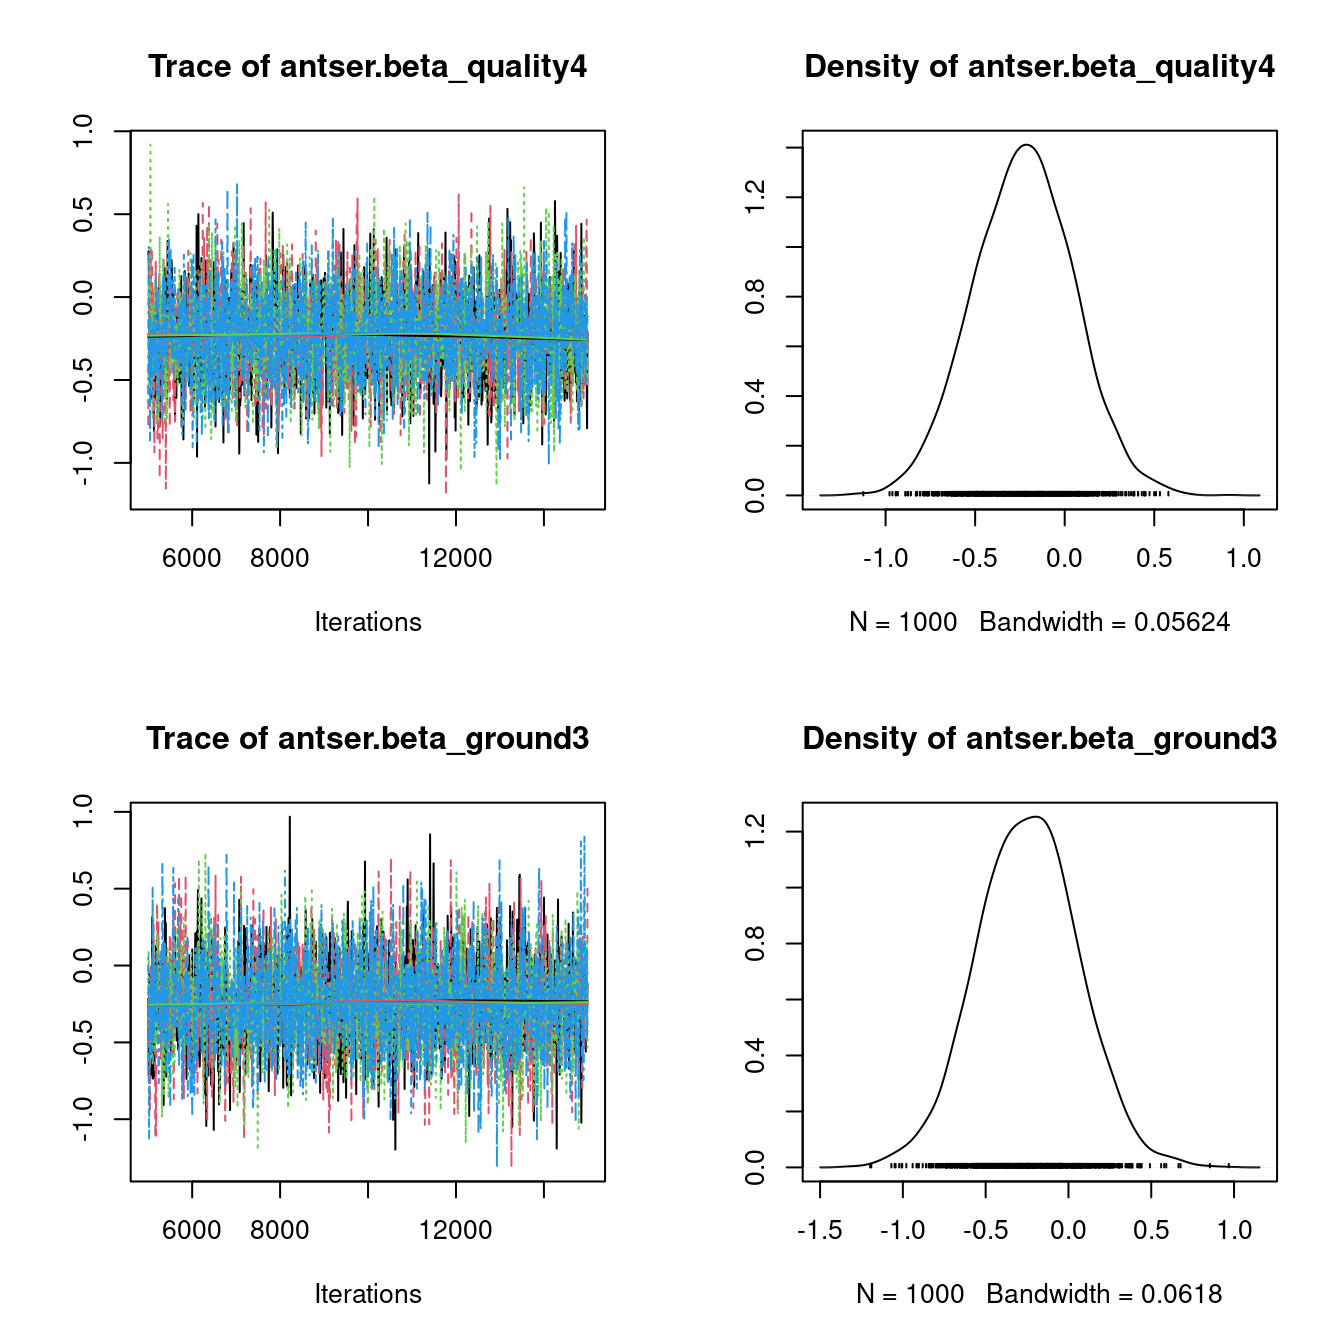 Trace of antser.beta_quality4
1.0
0.5
0.0
-0.5
-1.0
6000 8000 12000
Iterations
Density of antser.beta_quality4
1.2
0.8
0.4
0.0
-1.0 -0.5 0.0 0.5 1.0
N = 1000 Bandwidth = 0.05624
Trace of antser.beta_ground3
1.0
0.5
0.0
-0.5
-1.0
6000 8000 12000
Iterations
Density of antser.beta_ground3
1.2
0.8
0.4
0.0
-1.5 -1.0 -0.5 0.0 0.5 1.0
N = 1000 Bandwidth = 0.0618